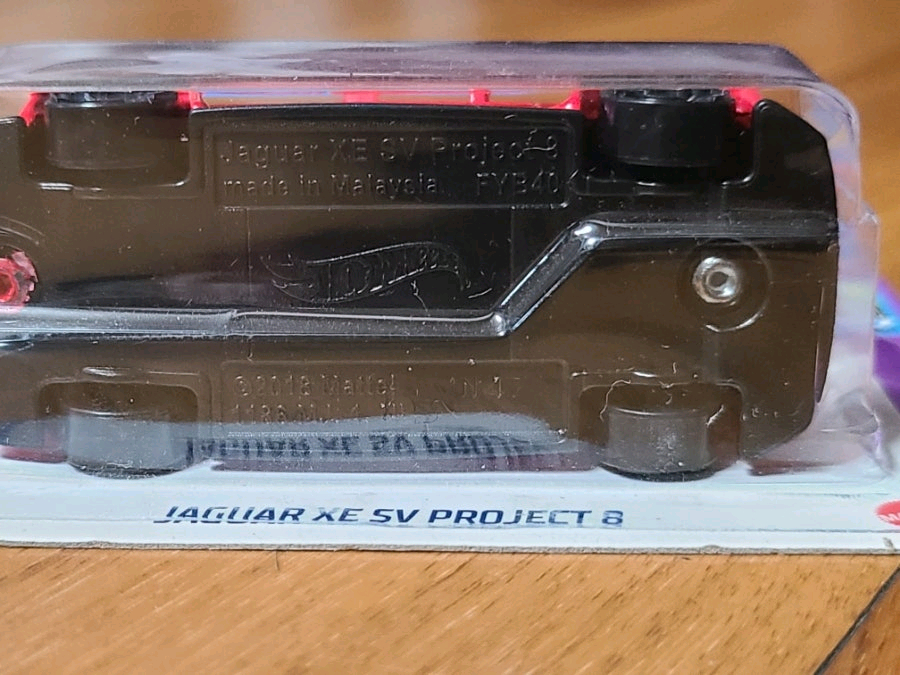 Jaguar XE SV Project 8
made in Malaysia. FYB40
©2018 Mattel
JAGUAR XE SV PROJECT 8